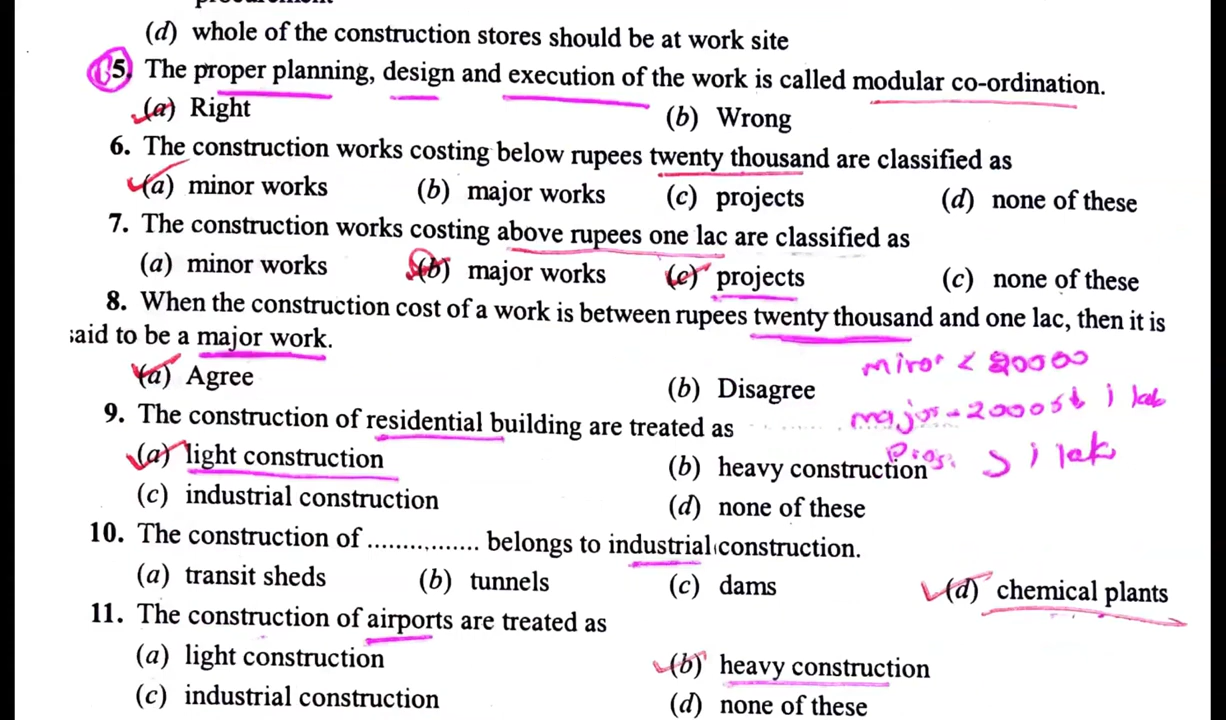 (d) whole of the construction stores should be at work site
5. The proper planning, design and execution of the work is called modular co-ordination.
(a) Right (b) Wrong
6. The construction works costing below rupees twenty thousand are classified as
(a) minor works (b) major works (c) projects (d) none of these
7. The construction works costing above rupees one lac are classified as
(a) minor works (b) major works (c) projects (c) none of these
8. When the construction cost of a work is between rupees twenty thousand and one lac, then it is
said to be a major work.
minor < 20000
(a) Agree (b) Disagree
major - 20000 1 lak
9. The construction of residential building are treated as
> 1 lak
(a) light construction (b) heavy construction
(c) industrial construction (d) none of these
10. The construction of .............. belongs to industrial construction.
(a) transit sheds (b) tunnels (c) dams (d) chemical plants
11. The construction of airports are treated as
(a) light construction (b) heavy construction
(c) industrial construction (d) none of these